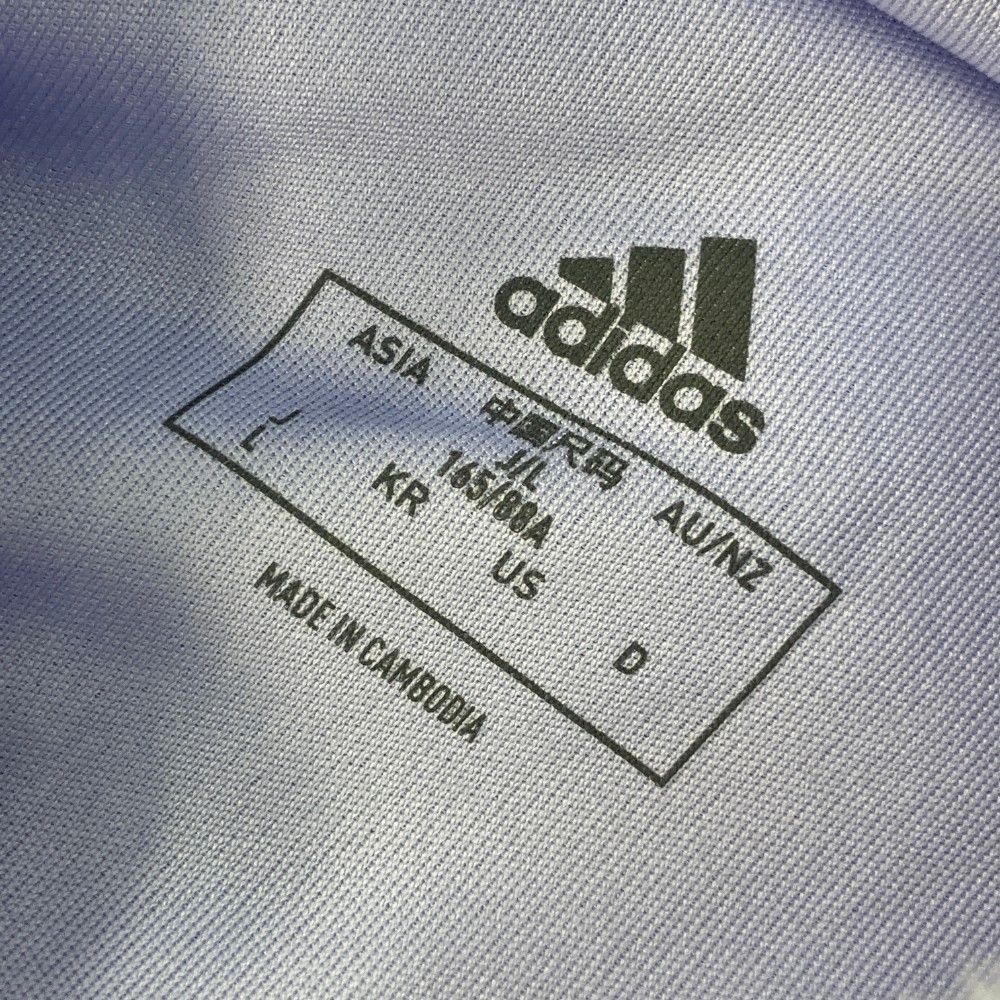 adidas
ASIA 中国尺码 AU/NZ
J/L
J/L
165/88A
KR US D
MADE IN CAMBODIA